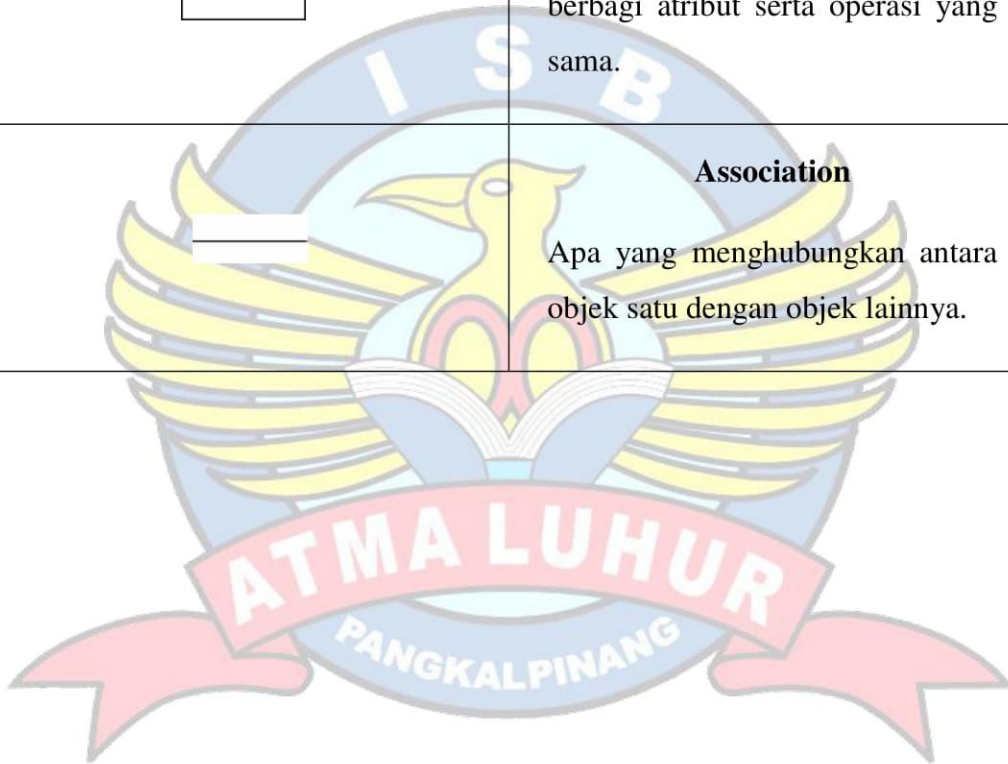 berbagi atribut serta operasi yang
sama.
Association
Apa yang menghubungkan antara
objek satu dengan objek lainnya.
I S B
ATMA LUHUR
PANGKALPINANG